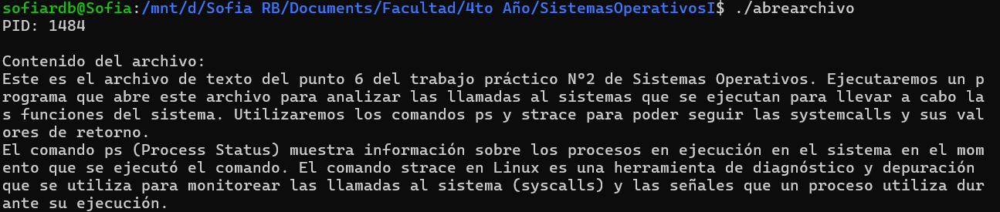 sofiardb@Sofia:/mnt/d/Sofia RB/Documents/Facultad/4to Año/SistemasOperativosI$ ./abrearchivo
PID: 1484
Contenido del archivo:
Este es el archivo de texto del punto 6 del trabajo práctico Nº2 de Sistemas Operativos. Ejecutaremos un p
rograma que abre este archivo para analizar las llamadas al sistemas que se ejecutan para llevar a cabo la
s funciones del sistema. Utilizaremos los comandos ps y strace para poder seguir las systemcalls y sus val
ores de retorno.
El comando ps (Process Status) muestra información sobre los procesos en ejecución en el sistema en el mom
ento que se ejecutó el comando. El comando strace en Linux es una herramienta de diagnóstico y depuración
que se utiliza para monitorear las llamadas al sistema (syscalls) y las señales que un proceso utiliza dur
ante su ejecución.